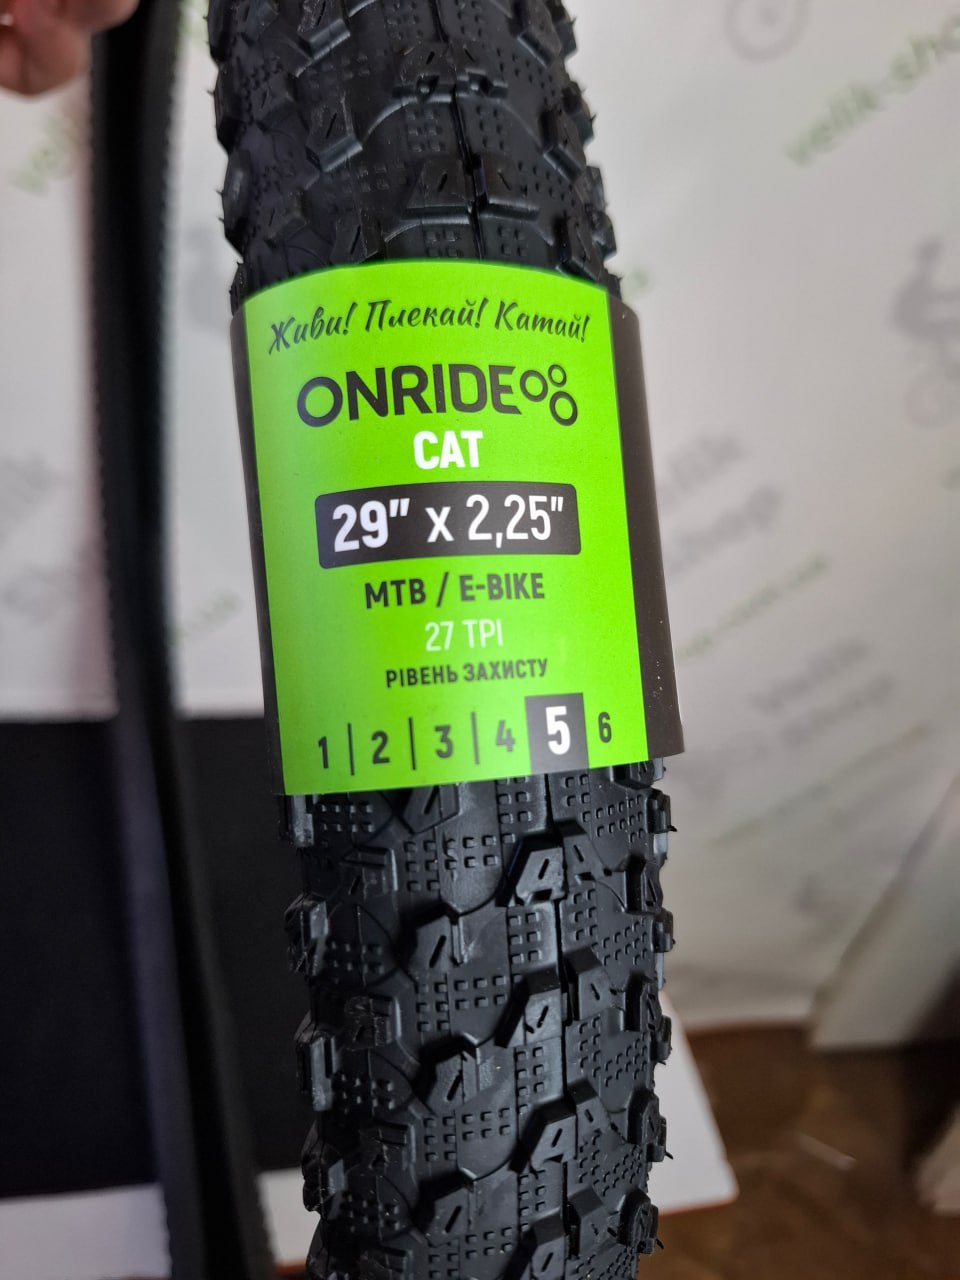 Живи! Плекай! Катай!
ONRIDE
CAT
29" x 2,25"
MTB / E-BIKE
27 TPI
РІВЕНЬ ЗАХИСТУ
1 | 2 | 3 | 4 5 6